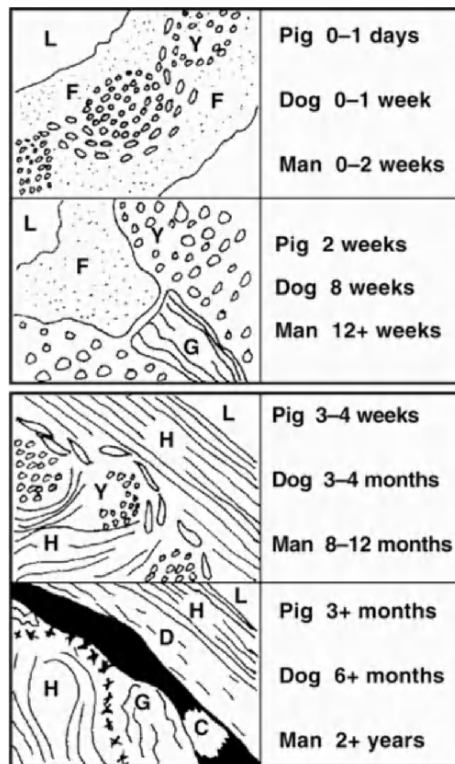 L
Y
F
F
Pig 0–1 days
Dog 0–1 week
Man 0–2 weeks
L
Y
F
G
Pig 2 weeks
Dog 8 weeks
Man 12+ weeks
L
H
Y
H
Pig 3–4 weeks
Dog 3–4 months
Man 8–12 months
L
H
D
H
G
C
Pig 3+ months
Dog 6+ months
Man 2+ years